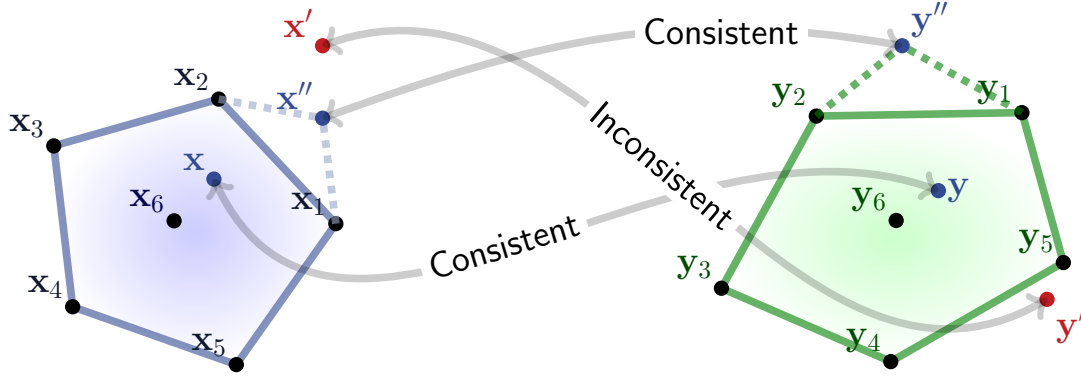 x′
y′′
Consistent
x2
x′′
y2
y1
x3
Inconsistent
x
x6
x1
y
y6
Consistent
y5
y3
x4
x5
y4
y′